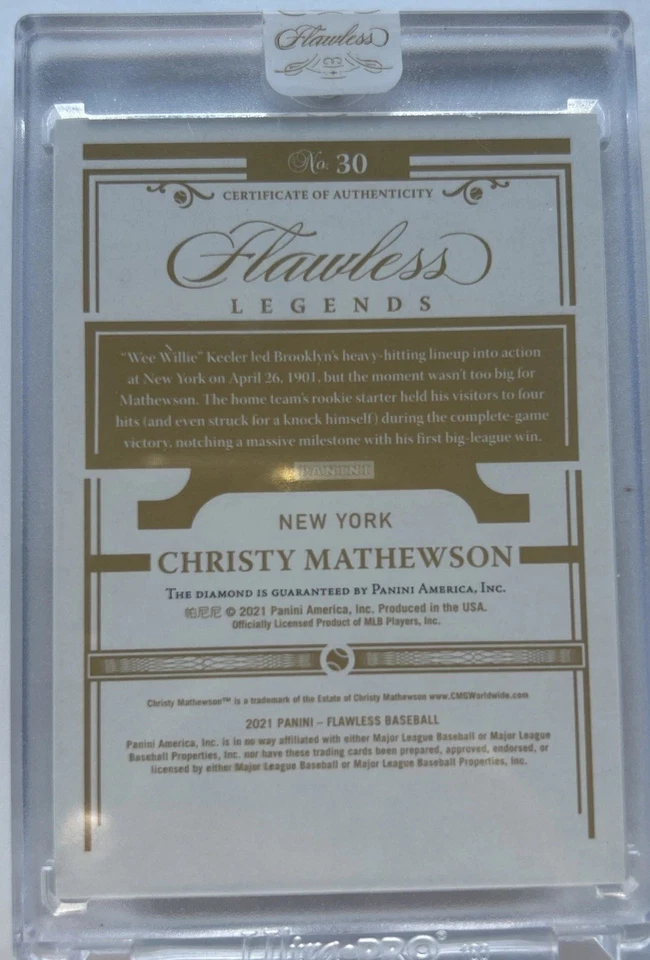 Flawless
No. 30
CERTIFICATE OF AUTHENTICITY
Flawless
LEGENDS
"Wee Willie" Keeler led Brooklyn's heavy-hitting lineup into action
at New York on April 26, 1901, but the moment wasn't too big for
Mathewson. The home team's rookie starter held his visitors to four
hits (and even struck for a knock himself) during the complete-game
victory, notching a massive milestone with his first big-league win.
PANINI
NEW YORK
CHRISTY MATHEWSON
THE DIAMOND IS GUARANTEED BY PANINI AMERICA, INC.
帕尼尼 © 2021 Panini America, Inc. Produced in the USA.
Officially Licensed Product of MLB Players, Inc.
Christy Mathewson™ is a trademark of the Estate of Christy Mathewson www.CMGWorldwide.com
2021 PANINI – FLAWLESS BASEBALL
Panini America, Inc. is in no way affiliated with either Major League Baseball or Major League
Baseball Properties, Inc. nor have these trading cards been prepared, approved, endorsed, or
licensed by either Major League Baseball or Major League Baseball Properties, Inc.